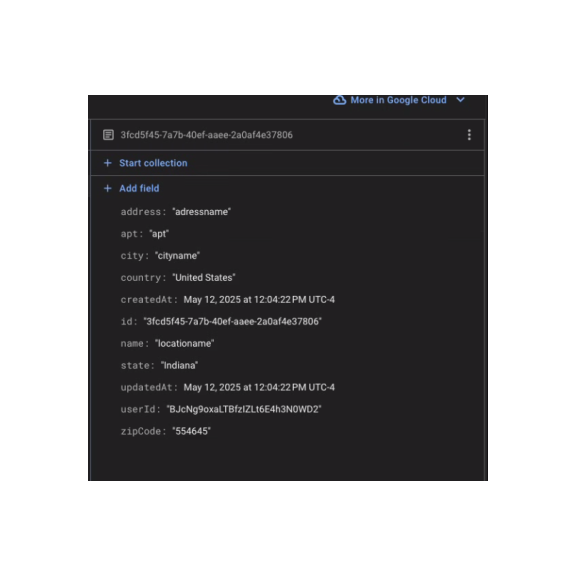 More in Google Cloud
3fcd5f45-7a7b-40ef-aaee-2a0af4e37806
+ Start collection
+ Add field
address: "adressname"
apt: "apt"
city: "cityname"
country: "United States"
createdAt: May 12, 2025 at 12:04:22 PM UTC-4
id: "3fcd5f45-7a7b-40ef-aaee-2a0af4e37806"
name: "locationame"
state: "Indiana"
updatedAt: May 12, 2025 at 12:04:22 PM UTC-4
userId: "BJcNg9oxaLTBfzIZLt6E4h3N0WD2"
zipCode: "554645"